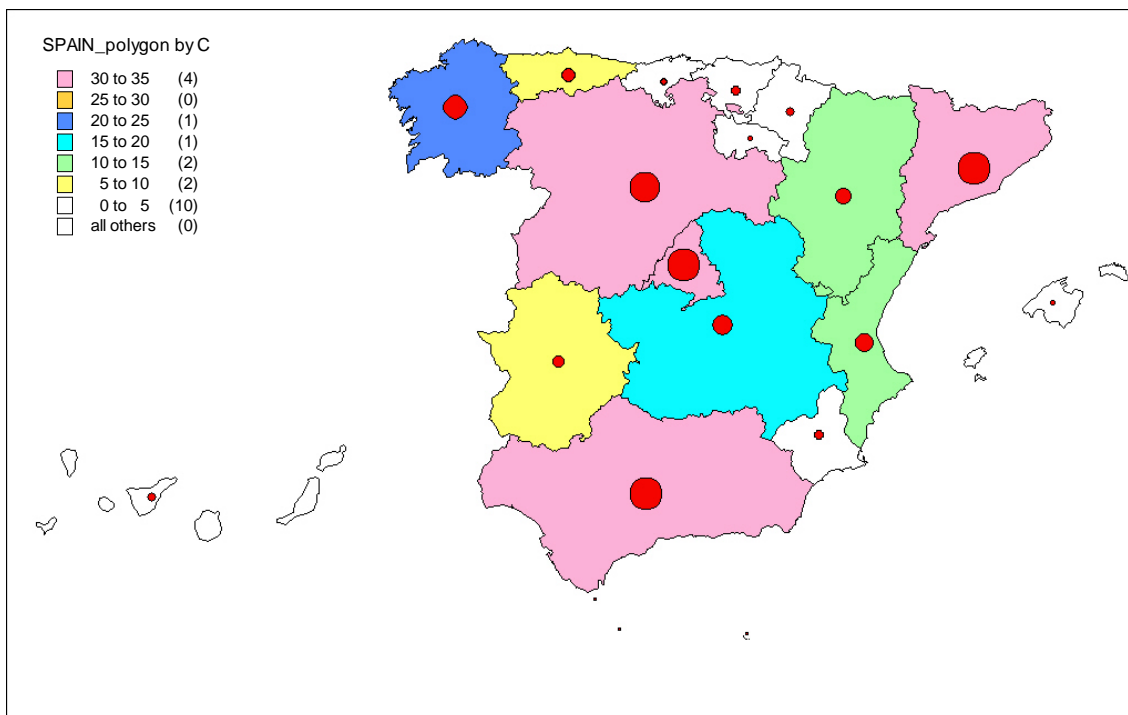 SPAIN_polygon by C
30 to 35 (4)
25 to 30 (0)
20 to 25 (1)
15 to 20 (1)
10 to 15 (2)
5 to 10 (2)
0 to 5 (10)
all others (0)